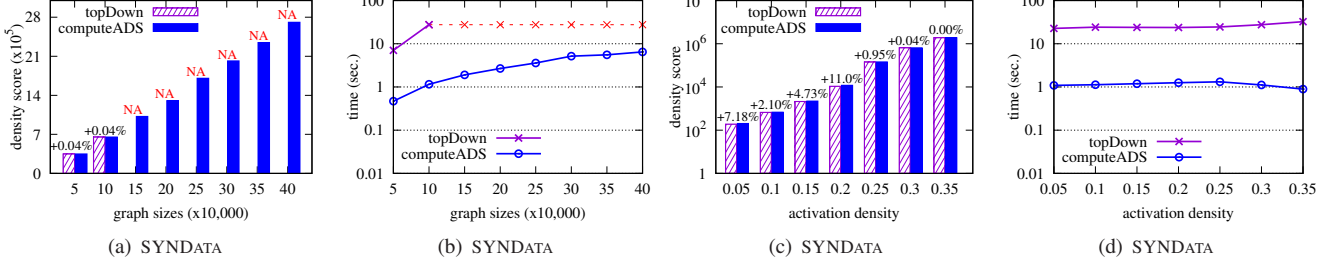 topDown
computeADS
density score (x10^5)
28
21
14
7
0
+0.04%
+0.04%
NA
NA
NA
NA
NA
NA
5 10 15 20 25 30 35 40
graph sizes (x10,000)
(a) SYNDATA
time (sec.)
100
10
1
0.1
0.01
topDown
computeADS
5 10 15 20 25 30 35 40
graph sizes (x10,000)
(b) SYNDATA
topDown
computeADS
density score
10^6
10^4
10^2
1
+7.18%
+2.10%
+4.73%
+11.0%
+0.95%
+0.04%
0.00%
0.05 0.1 0.15 0.2 0.25 0.3 0.35
activation density
(c) SYNDATA
time (sec.)
100
10
1
0.1
0.01
topDown
computeADS
0.05 0.1 0.15 0.2 0.25 0.3 0.35
activation density
(d) SYNDATA